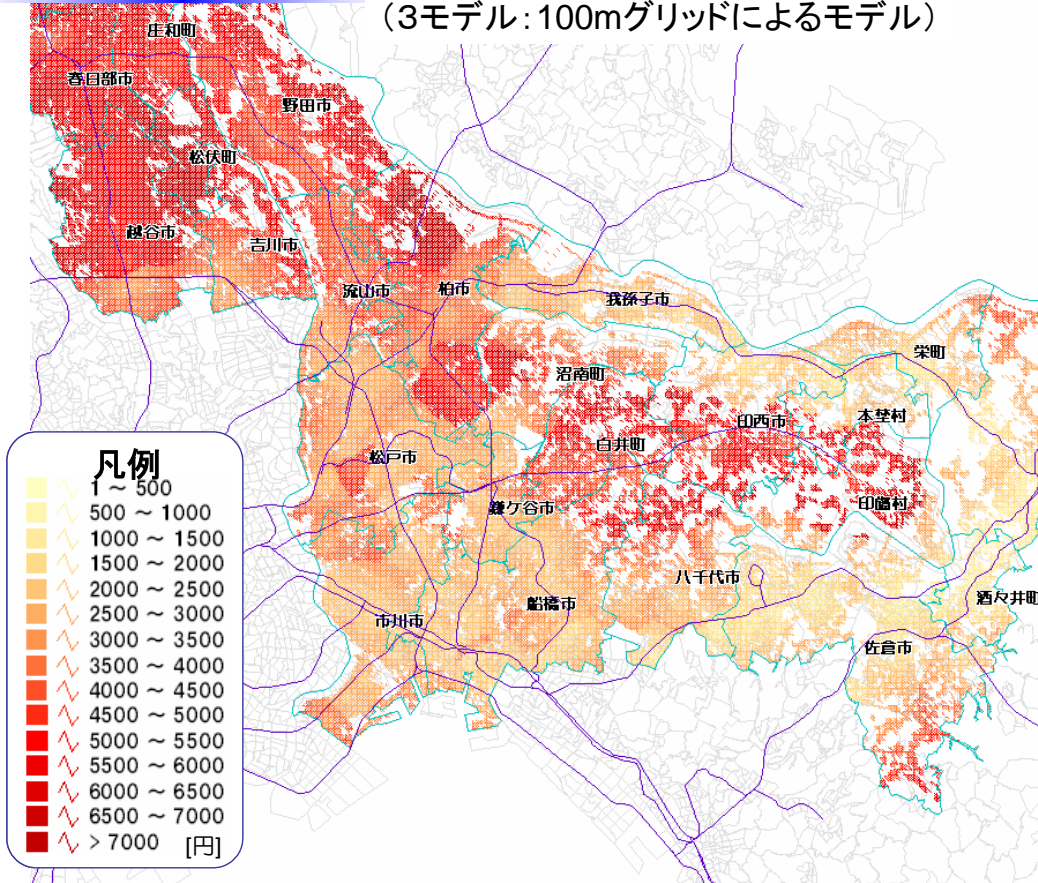 （3モデル：100mグリッドによるモデル）
庄和町
春日部市
野田市
松伏町
越谷市
吉川市
流山市
柏市
我孫子市
栄町
沼南町
印西市
本埜村
白井町
松戸市
印旛村
鎌ケ谷市
八千代市
船橋市
酒々井町
市川市
佐倉市
凡例
1 ～ 500
500 ～ 1000
1000 ～ 1500
1500 ～ 2000
2000 ～ 2500
2500 ～ 3000
3000 ～ 3500
3500 ～ 4000
4000 ～ 4500
4500 ～ 5000
5000 ～ 5500
5500 ～ 6000
6000 ～ 6500
6500 ～ 7000
> 7000 [円]